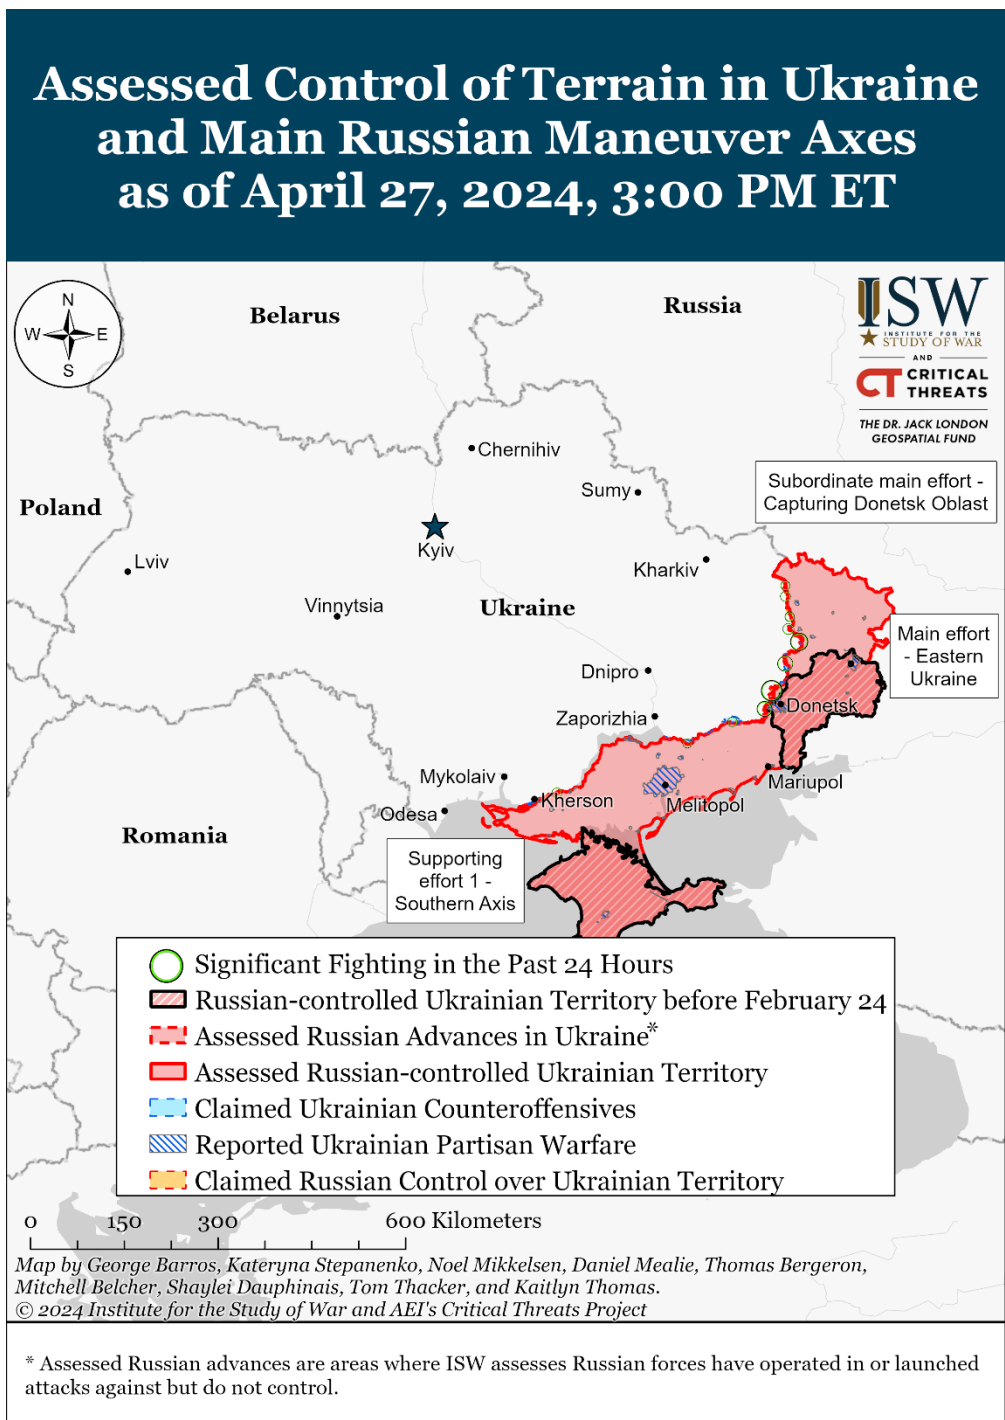 Assessed Control of Terrain in Ukraine
and Main Russian Maneuver Axes
as of April 27, 2024, 3:00 PM ET
N
W
E
S
Belarus
Russia
ISW
INSTITUTE FOR THE
STUDY OF WAR
AND
CT CRITICAL
THREATS
THE DR. JACK LONDON
GEOSPATIAL FUND
Chernihiv
Subordinate main effort -
Capturing Donetsk Oblast
Sumy
Poland
Kyiv
Lviv
Kharkiv
Vinnytsia
Ukraine
Main effort
- Eastern
Ukraine
Dnipro
Donetsk
Zaporizhia
Mykolaiv
Mariupol
Kherson
Melitopol
Odesa
Romania
Supporting
effort 1 -
Southern Axis
Significant Fighting in the Past 24 Hours
Russian-controlled Ukrainian Territory before February 24
Assessed Russian Advances in Ukraine*
Assessed Russian-controlled Ukrainian Territory
Claimed Ukrainian Counteroffensives
Reported Ukrainian Partisan Warfare
Claimed Russian Control over Ukrainian Territory
0 150 300 600 Kilometers
Map by George Barros, Kateryna Stepanenko, Noel Mikkelsen, Daniel Mealie, Thomas Bergeron,
Mitchell Belcher, Shaylei Dauphinais, Tom Thacker, and Kaitlyn Thomas.
© 2024 Institute for the Study of War and AEI's Critical Threats Project
* Assessed Russian advances are areas where ISW assesses Russian forces have operated in or launched
attacks against but do not control.